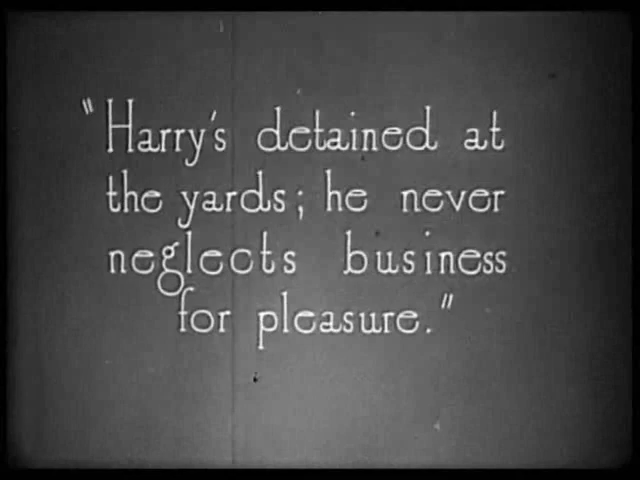 "Harry's detained at
the yards; he never
neglects business
for pleasure."